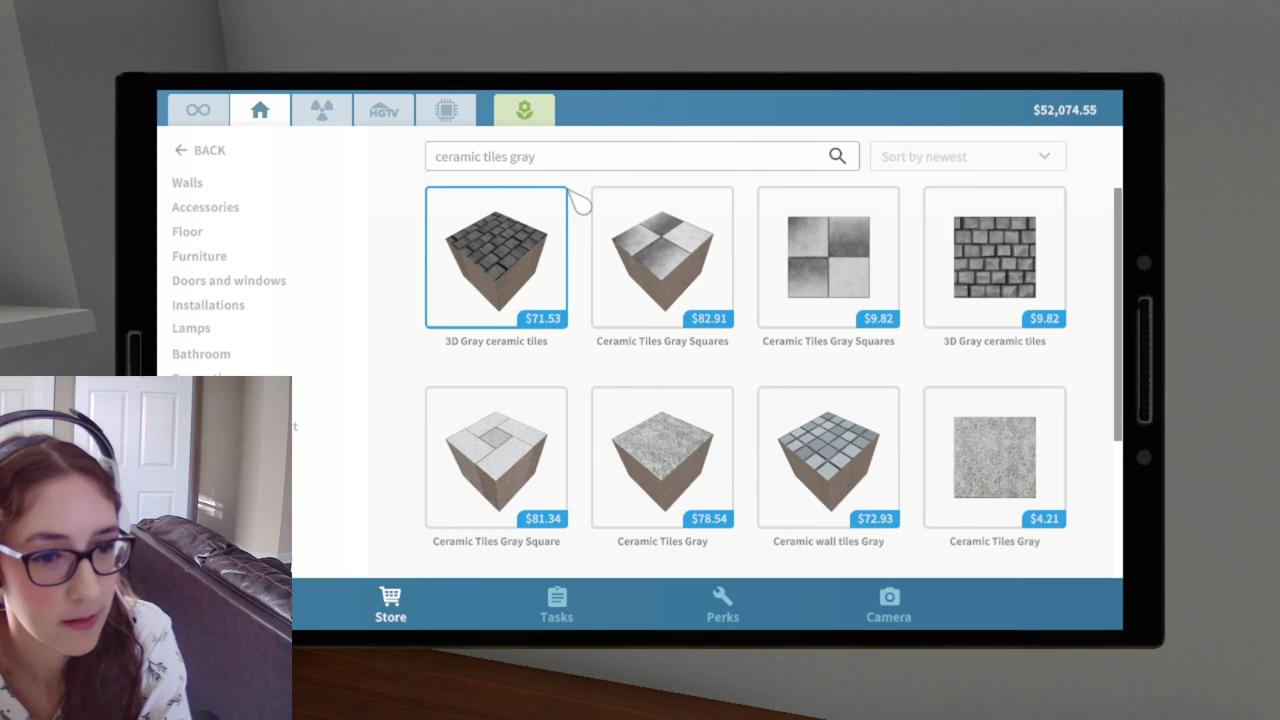 HGTV
$52,074.55
BACK
ceramic tiles gray
Sort by newest
Walls
Accessories
Floor
Furniture
Doors and windows
Installations
Lamps
Bathroom
$71.53
$82.91
$9.82
$9.82
3D Gray ceramic tiles
Ceramic Tiles Gray Squares
Ceramic Tiles Gray Squares
3D Gray ceramic tiles
$81.34
$78.54
$72.93
$4.21
Ceramic Tiles Gray Square
Ceramic Tiles Gray
Ceramic wall tiles Gray
Ceramic Tiles Gray
Store
Tasks
Perks
Camera